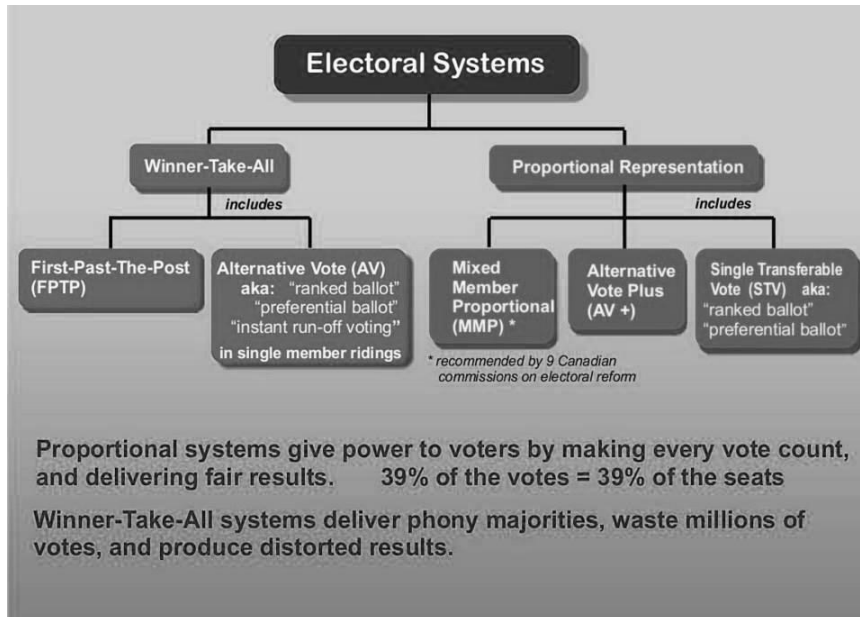 Electoral Systems
Winner-Take-All
Proportional Representation
includes
includes
First-Past-The-Post
(FPTP)
Alternative Vote (AV)
aka: "ranked ballot"
"preferential ballot"
"instant run-off voting"
in single member ridings
Mixed
Member
Proportional
(MMP) *
Alternative
Vote Plus
(AV +)
Single Transferable
Vote (STV) aka:
"ranked ballot"
"preferential ballot"
* recommended by 9 Canadian
commissions on electoral reform
Proportional systems give power to voters by making every vote count,
and delivering fair results. 39% of the votes = 39% of the seats
Winner-Take-All systems deliver phony majorities, waste millions of
votes, and produce distorted results.